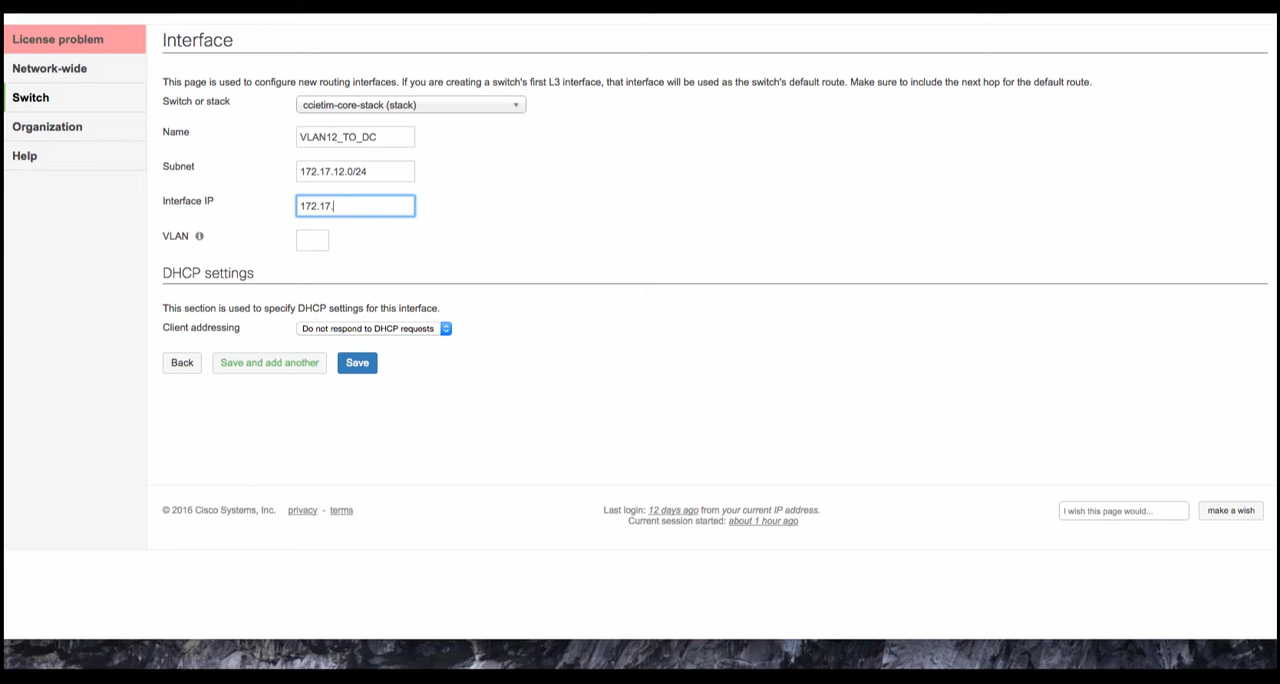 License problem
Network-wide
Switch
Organization
Help
Interface
This page is used to configure new routing interfaces. If you are creating a switch's first L3 interface, that interface will be used as the switch's default route. Make sure to include the next hop for the default route.
Switch or stack
ccietim-core-stack (stack)
Name
VLAN12_TO_DC
Subnet
172.17.12.0/24
Interface IP
172.17.
VLAN
DHCP settings
This section is used to specify DHCP settings for this interface.
Client addressing
Do not respond to DHCP requests
Back
Save and add another
Save
© 2016 Cisco Systems, Inc. privacy - terms
Last login: 12 days ago from your current IP address.
Current session started: about 1 hour ago
I wish this page would...
make a wish